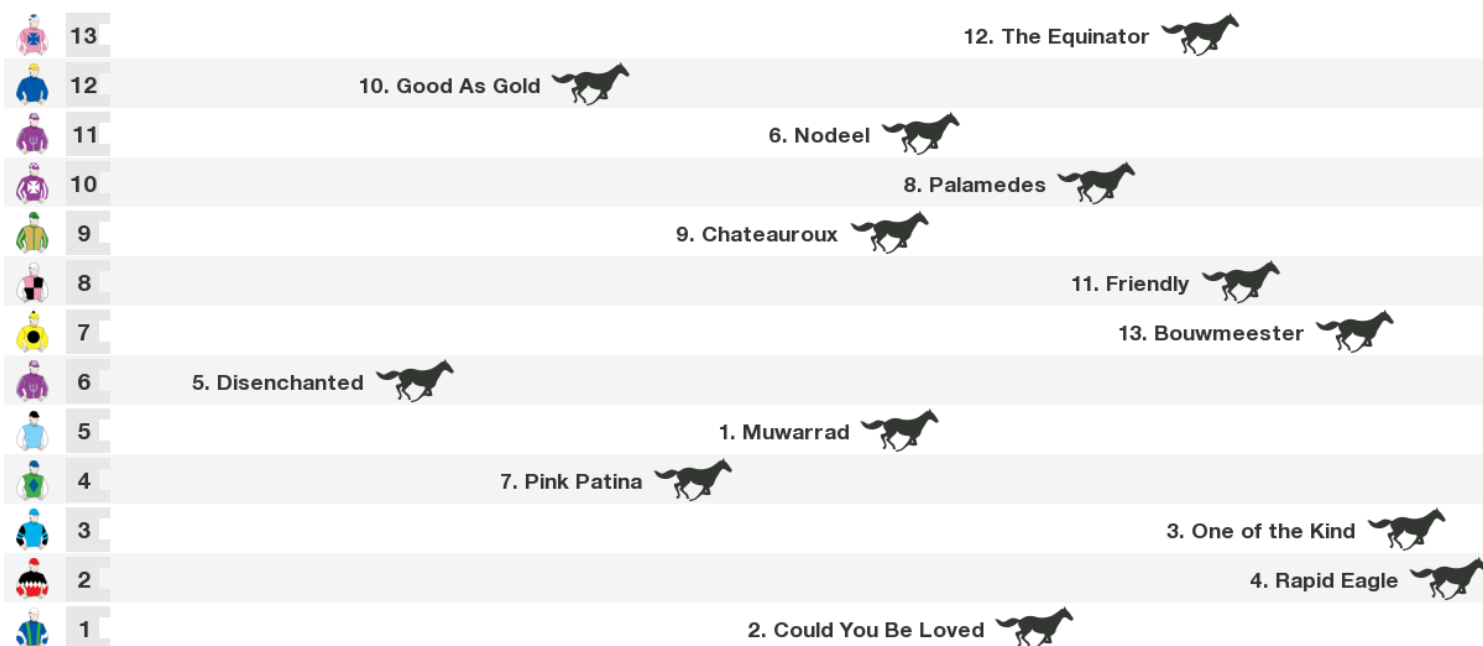 13 12. The Equinator
12 10. Good As Gold
11 6. Nodeel
10 8. Palamedes
9 9. Chateauroux
8 11. Friendly
7 13. Bouwmeester
6 5. Disenchanted
5 1. Muwarrad
4 7. Pink Patina
3 3. One of the Kind
2 4. Rapid Eagle
1 2. Could You Be Loved